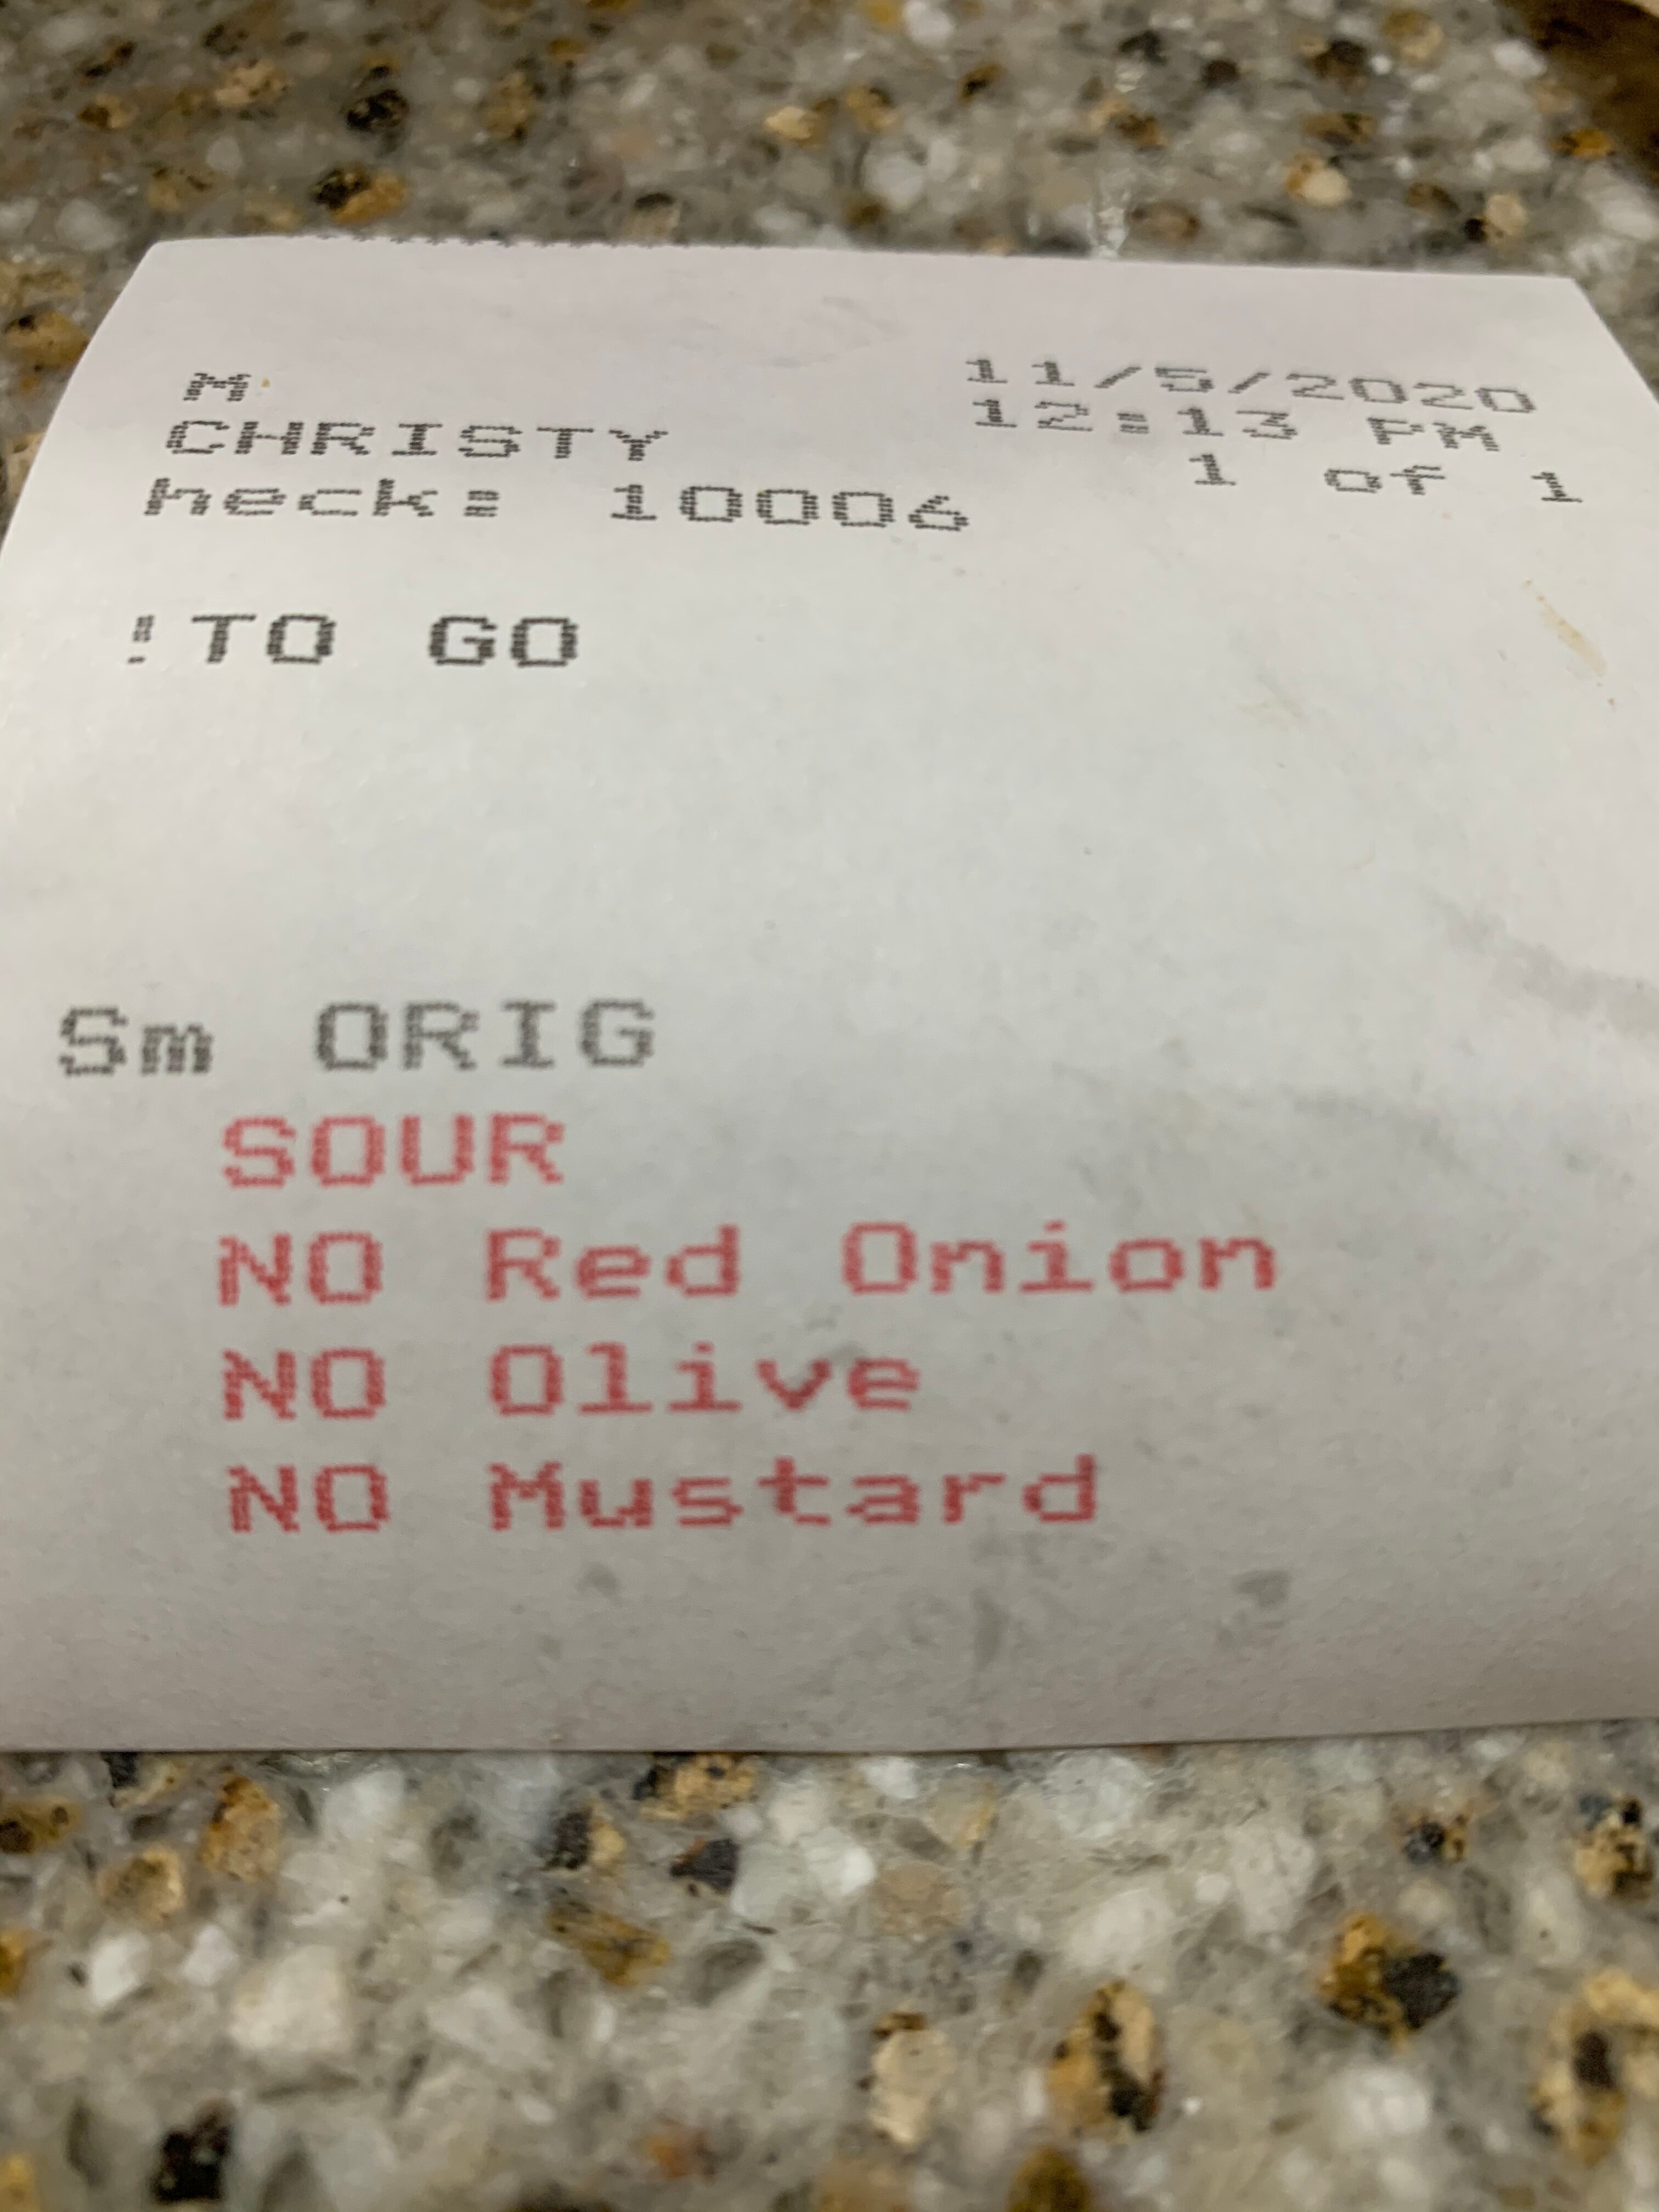 M
CHRISTY
heck: 10006
11/5/2020
12:13 PM
1 of 1
!TO GO
Sm ORIG
SOUR
NO Red Onion
NO Olive
NO Mustard